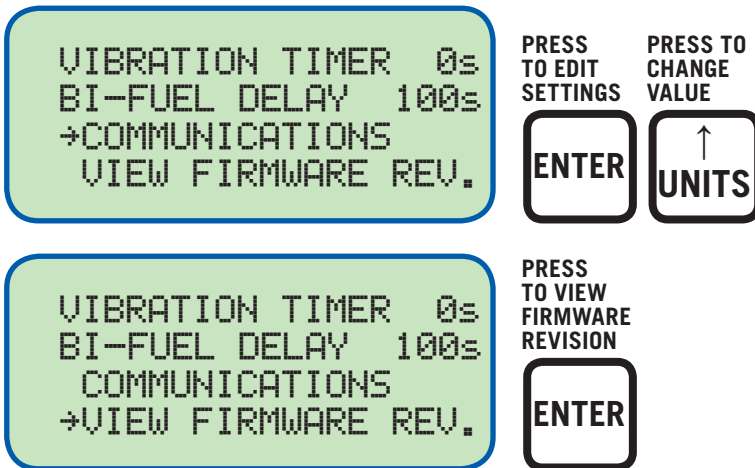 VIBRATION TIMER 0s
BI-FUEL DELAY 100s
→COMMUNICATIONS
VIEW FIRMWARE REV.
PRESS
TO EDIT
SETTINGS
ENTER
PRESS TO
CHANGE
VALUE
↑
UNITS
VIBRATION TIMER 0s
BI-FUEL DELAY 100s
COMMUNICATIONS
→VIEW FIRMWARE REV.
PRESS
TO VIEW
FIRMWARE
REVISION
ENTER